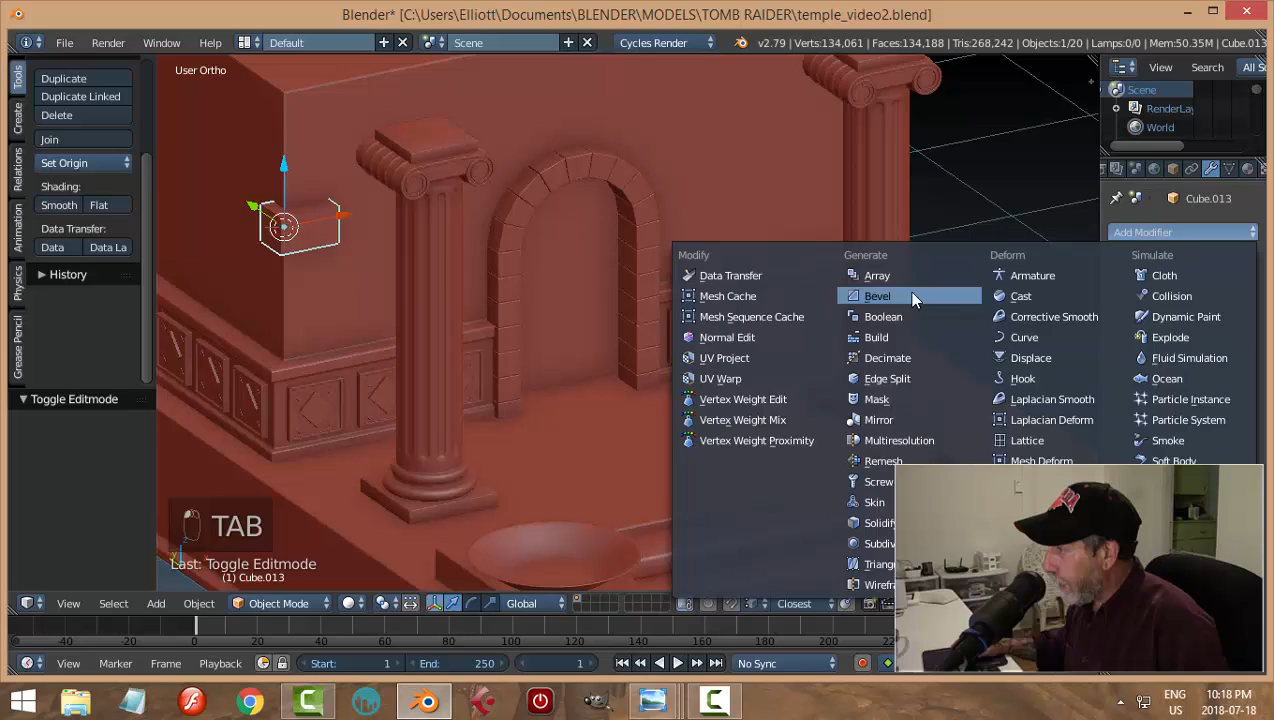 Blender* [C:\Users\Elliott\Documents\BLENDER\MODELS\TOMB RAIDER\temple_video2.blend]
File Render Window Help Default Scene Cycles Render v2.79 | Verts:134,061 | Faces:134,188 | Tris:268,242 | Objects:1/20 | Lamps:0/0 | Mem:50.35M | Cube.013
View Search All S
Scene
RenderLay
World
Cube.013
Add Modifier
Tools
Create
Relations
Animation
Physics
Grease Pencil
Duplicate
Duplicate Linked
Delete
Join
Set Origin
Shading:
Smooth Flat
Data Transfer:
Data Data La
History
Toggle Editmode
User Ortho
Modify Generate Deform Simulate
Data Transfer Array Armature Cloth
Mesh Cache Bevel Cast Collision
Mesh Sequence Cache Boolean Corrective Smooth Dynamic Paint
Normal Edit Build Curve Explode
UV Project Decimate Displace Fluid Simulation
UV Warp Edge Split Hook Ocean
Vertex Weight Edit Mask Laplacian Smooth Particle Instance
Vertex Weight Mix Mirror Laplacian Deform Particle System
Vertex Weight Proximity Multiresolution Lattice Smoke
Remesh Mesh Deform Soft Body
Screw
Skin
Solidify
Subdiv
Triang
Wirefra
TAB
Last: Toggle Editmode
(1) Cube.013
View Select Add Object Object Mode Global Closest
-40 -20 0 20 40 60 80 100 120 140 160 180 200
View Marker Frame Playback Start: 1 End: 250 1 No Sync
ENG 10:18 PM
US 2018-07-18